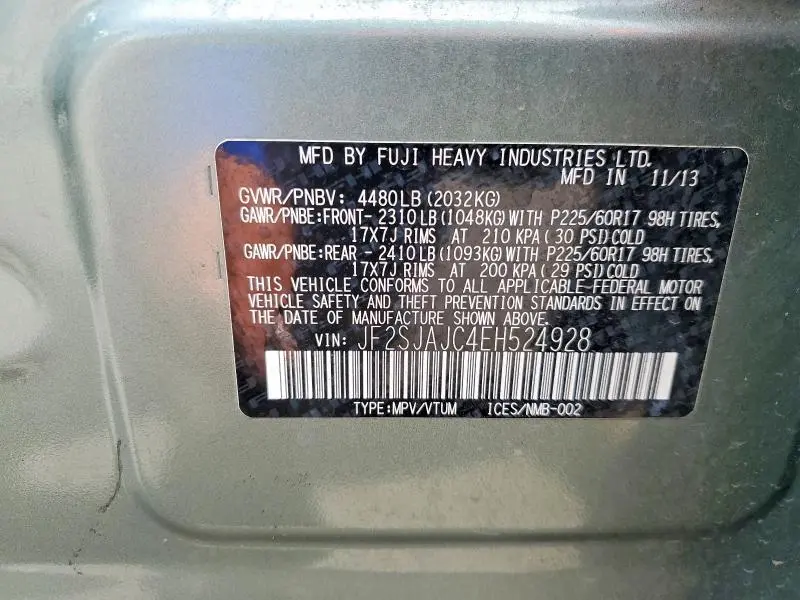 MFD BY FUJI HEAVY INDUSTRIES LTD.
MFD IN 11/13
GVWR/PNBV: 4480LB (2032KG)
GAWR/PNBE:FRONT- 2310LB (1048KG) WITH P225/60R17 98H TIRES,
17X7J RIMS AT 210 KPA ( 30 PSI) COLD
GAWR/PNBE:REAR - 2410LB (1093KG) WITH P225/60R17 98H TIRES,
17X7J RIMS AT 200 KPA ( 29 PSI) COLD
THIS VEHICLE CONFORMS TO ALL APPLICABLE FEDERAL MOTOR
VEHICLE SAFETY AND THEFT PREVENTION STANDARDS IN EFFECT ON
THE DATE OF MANUFACTURE SHOWN ABOVE.
VIN: JF2SJAJC4EH524928
TYPE:MPV/VTUM ICES/NMB-002